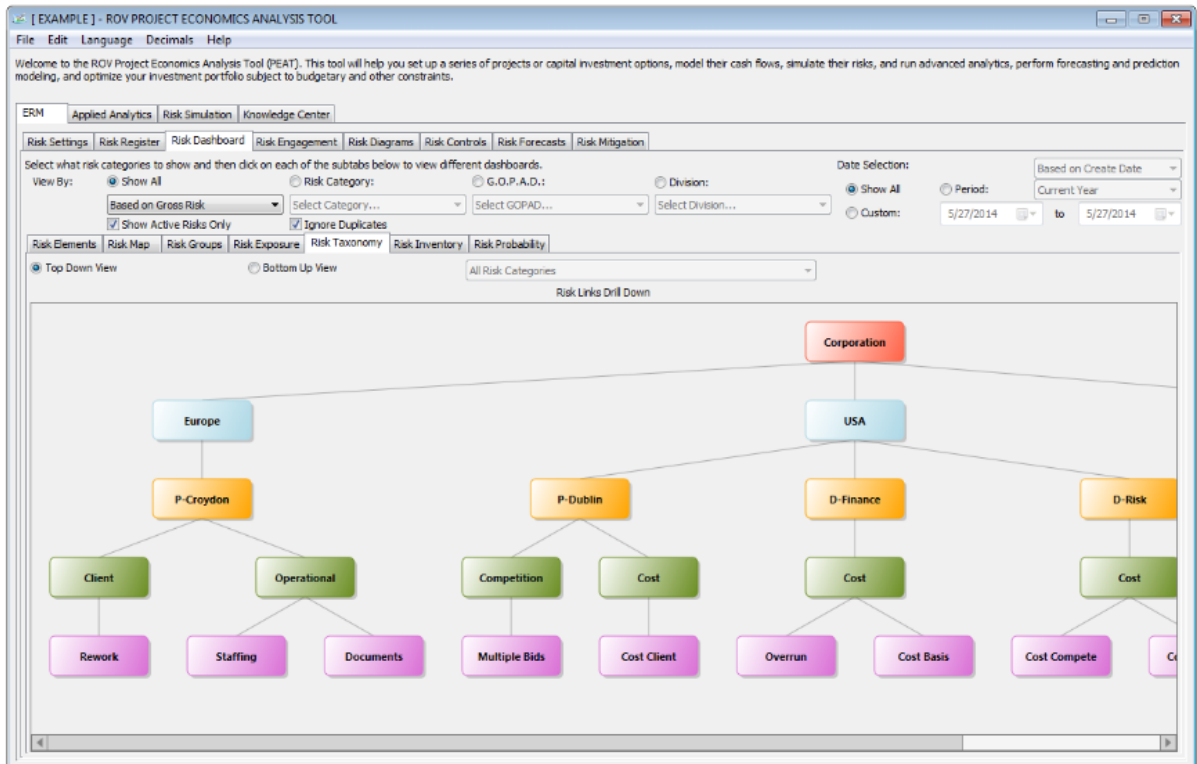 [ EXAMPLE ] - ROV PROJECT ECONOMICS ANALYSIS TOOL
File Edit Language Decimals Help
Welcome to the ROV Project Economics Analysis Tool (PEAT). This tool will help you set up a series of projects or capital investment options, model their cash flows, simulate their risks, and run advanced analytics, perform forecasting and prediction
modeling, and optimize your investment portfolio subject to budgetary and other constraints.
ERM Applied Analytics Risk Simulation Knowledge Center
Risk Settings Risk Register Risk Dashboard Risk Engagement Risk Diagrams Risk Controls Risk Forecasts Risk Mitigation
Select what risk categories to show and then click on each of the subtabs below to view different dashboards. Date Selection: Based on Create Date
View By: Show All Risk Category: G.O.P.A.D.: Division: Show All Period: Current Year
Based on Gross Risk Select Category... Select GOPAD... Select Division... Custom: 5/27/2014 to 5/27/2014
Show Active Risks Only Ignore Duplicates
Risk Elements Risk Map Risk Groups Risk Exposure Risk Taxonomy Risk Inventory Risk Probability
Top Down View Bottom Up View All Risk Categories
Risk Links Drill Down
Corporation
Europe USA
P-Croydon P-Dublin D-Finance D-Risk
Client Operational Competition Cost Cost Cost
Rework Staffing Documents Multiple Bids Cost Client Overrun Cost Basis Cost Compete